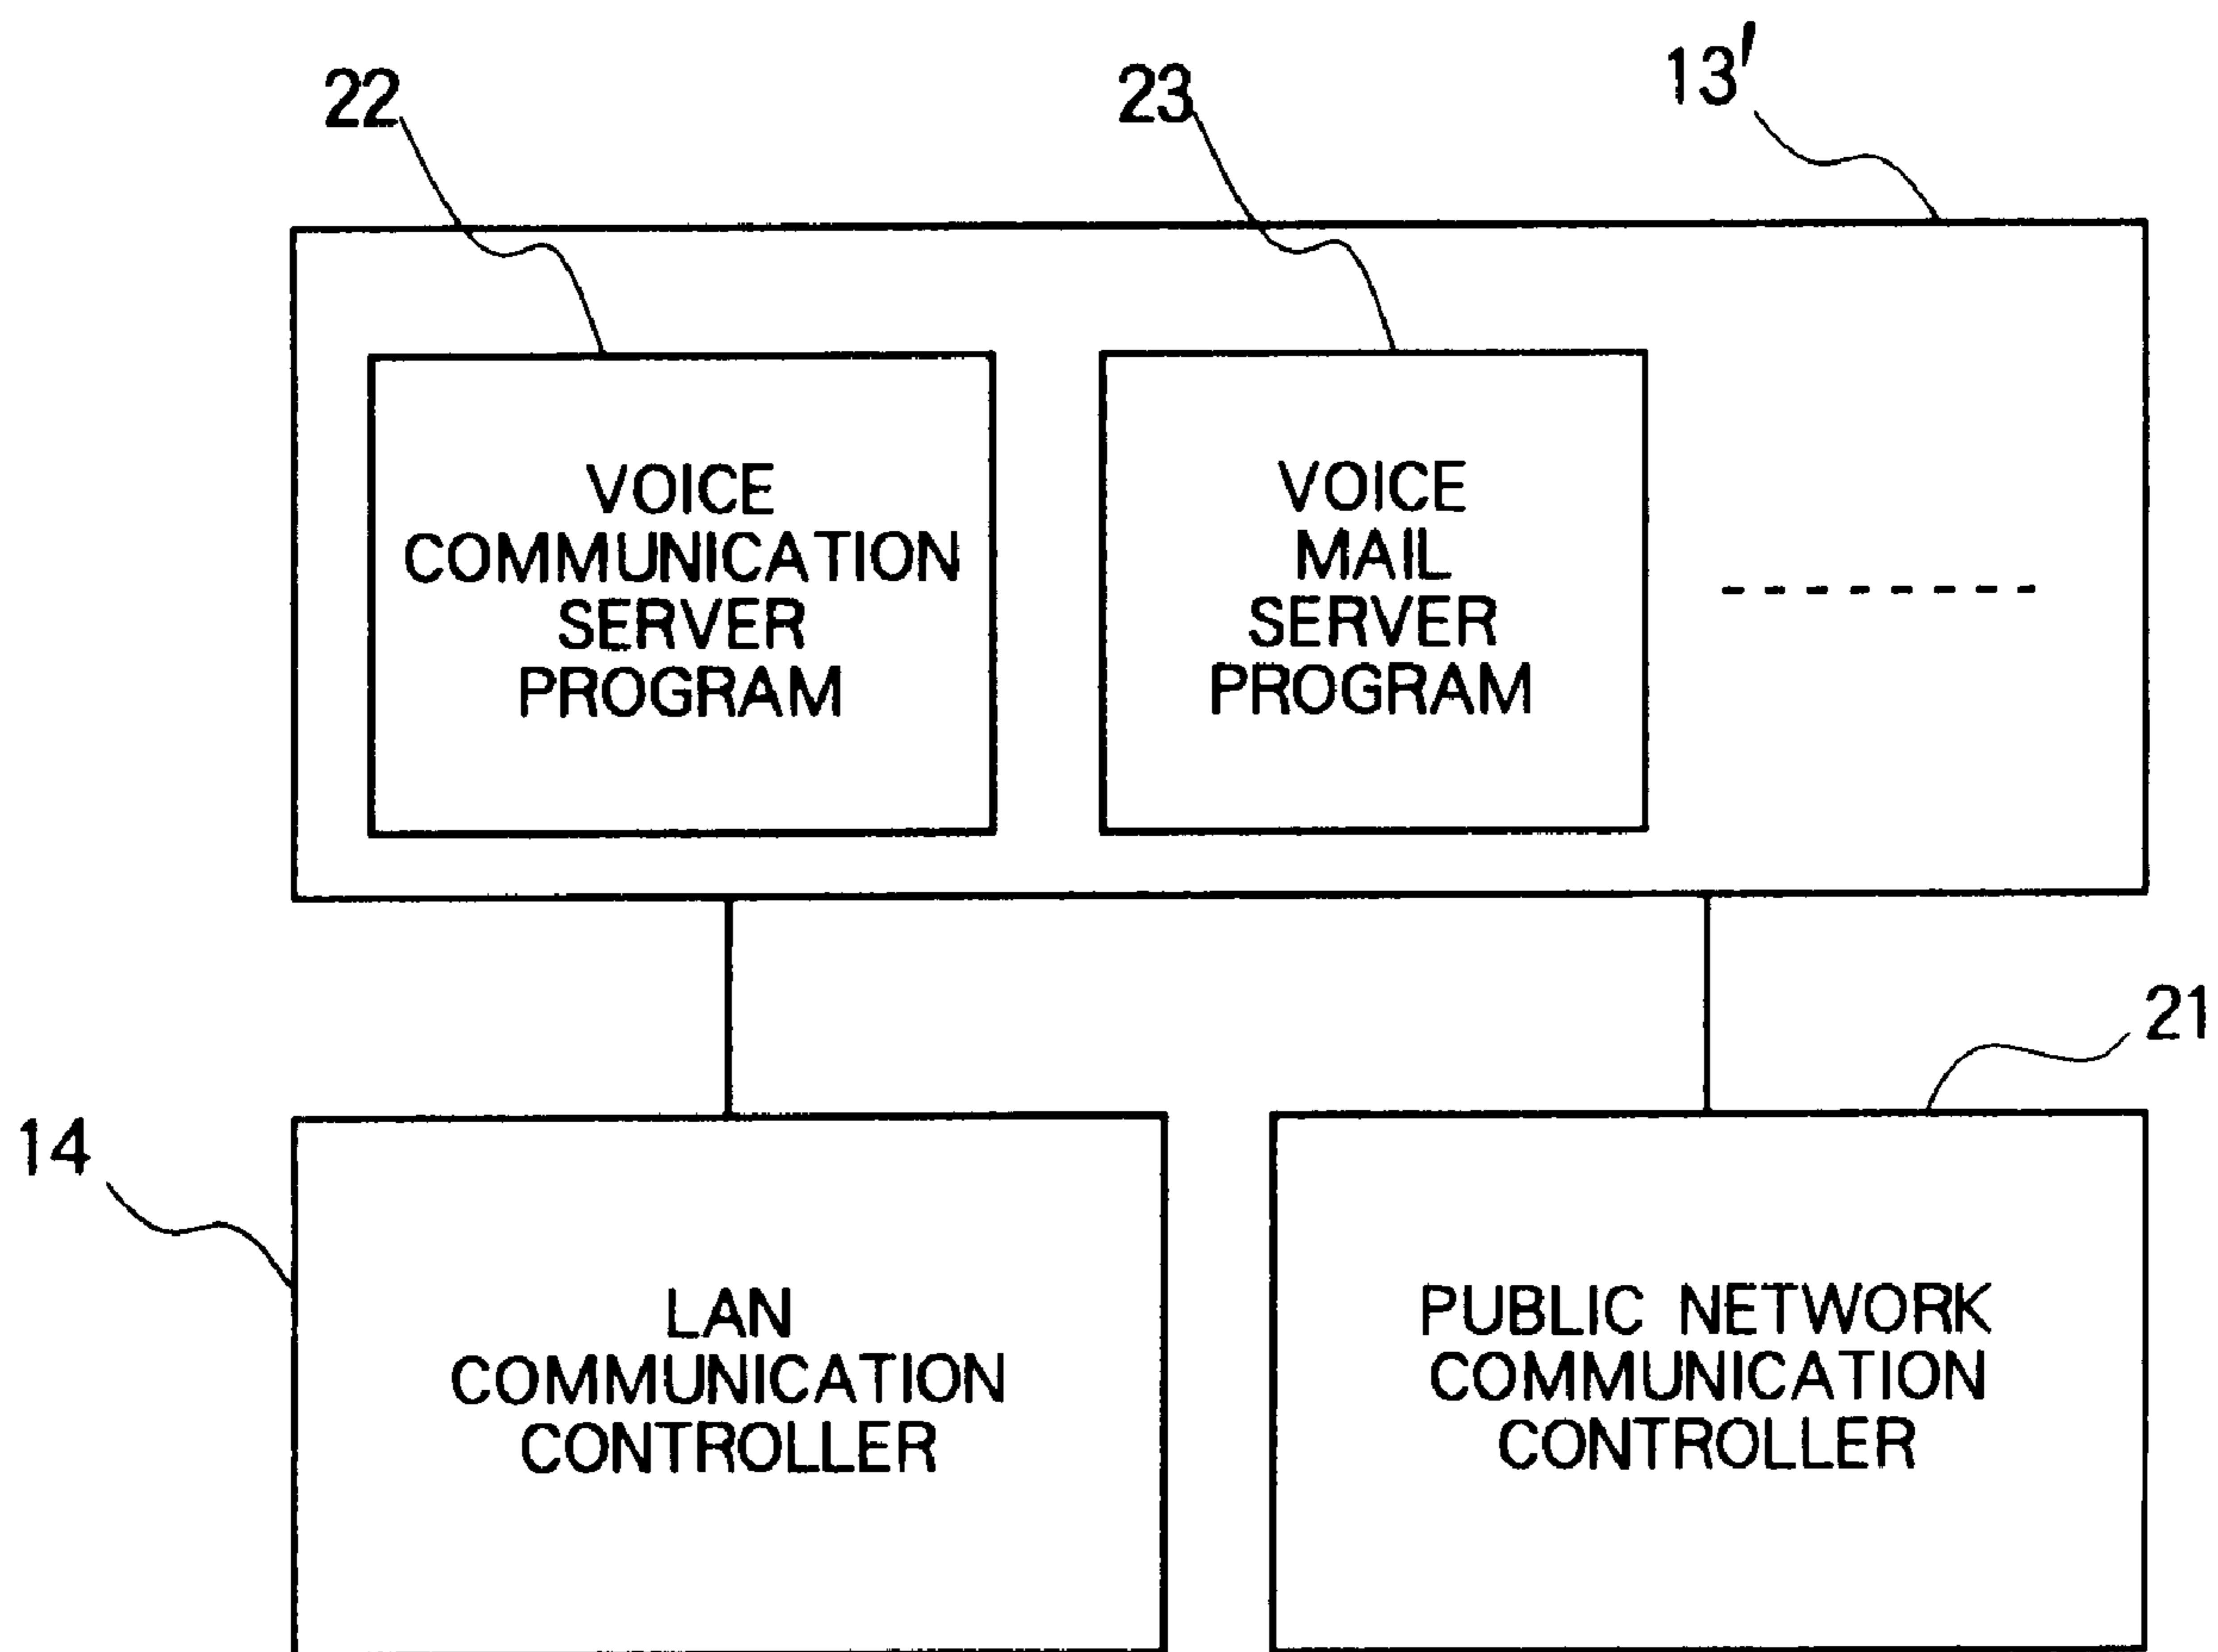 22
23
13'
VOICE
COMMUNICATION
SERVER
PROGRAM
VOICE
MAIL
SERVER
PROGRAM
21
14
LAN
COMMUNICATION
CONTROLLER
PUBLIC NETWORK
COMMUNICATION
CONTROLLER